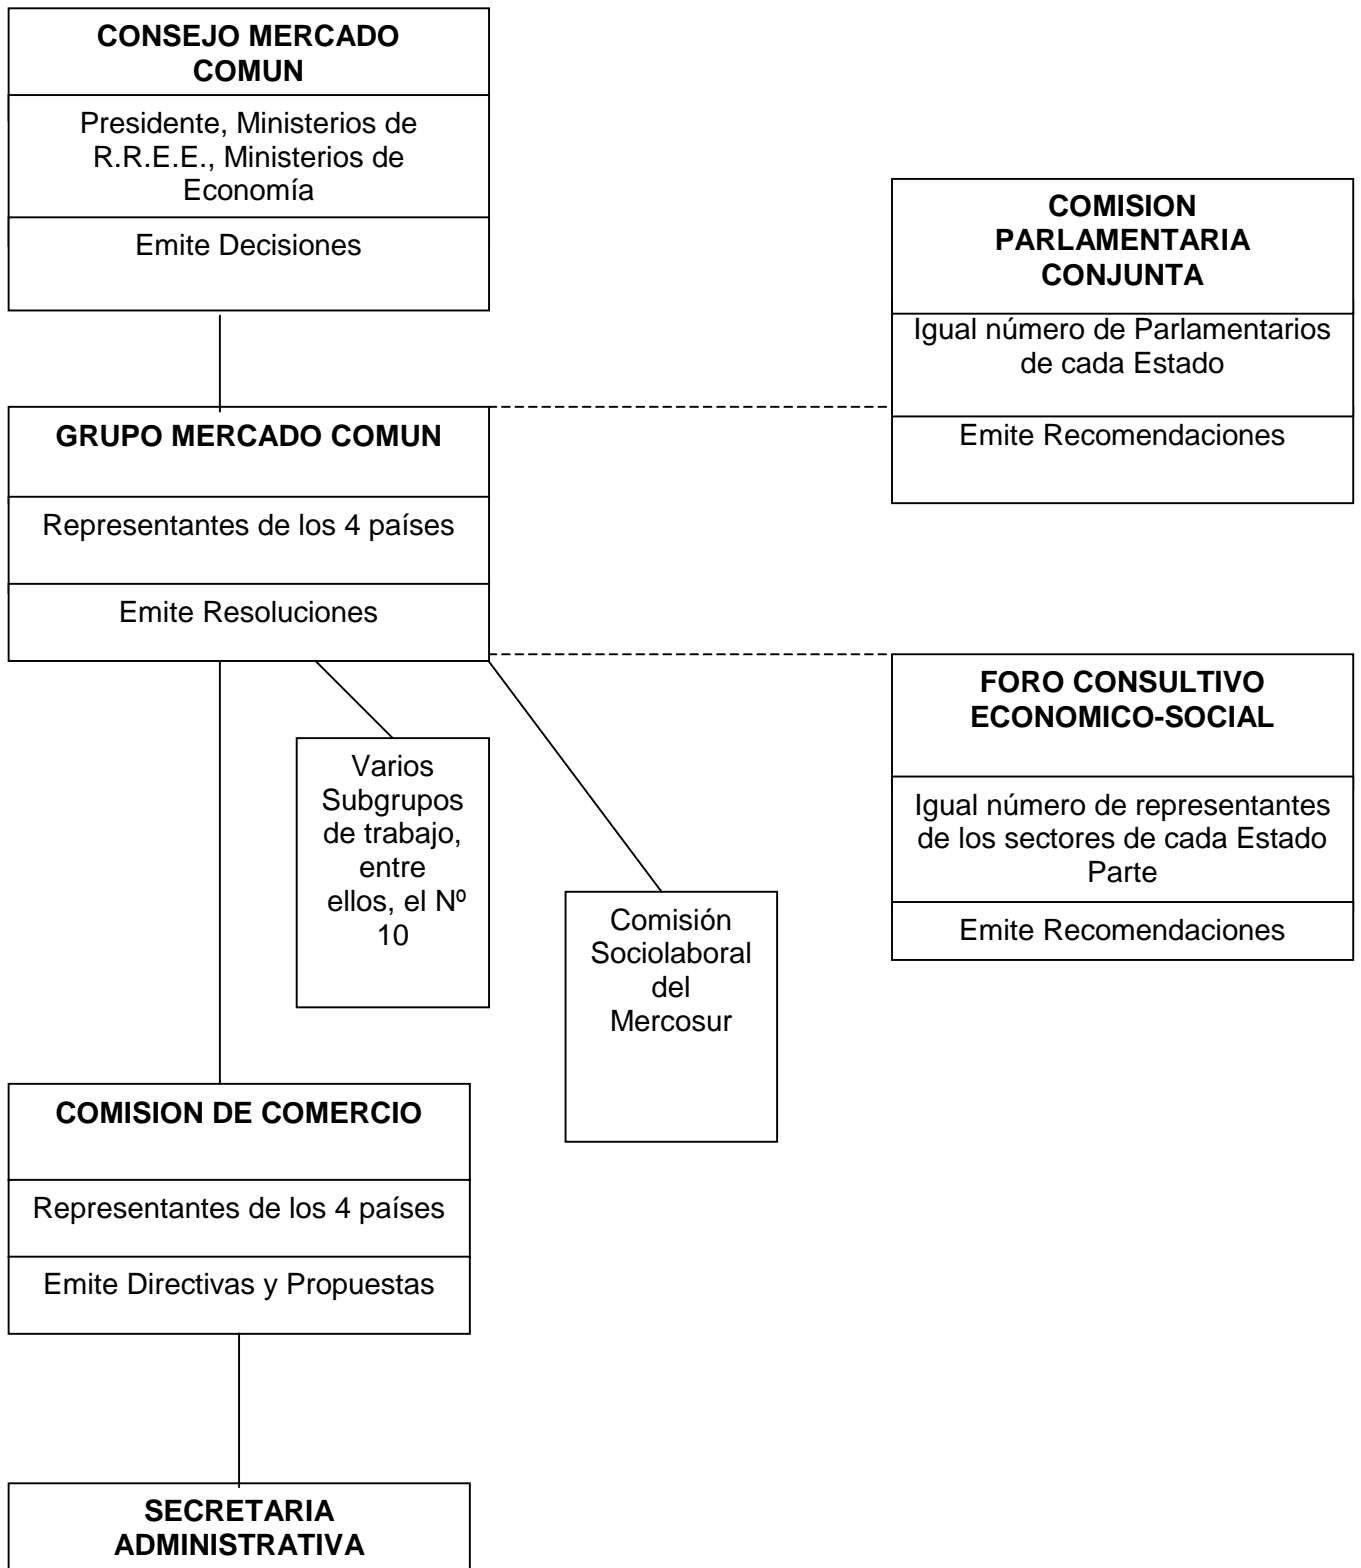 CONSEJO MERCADO
COMUN
Presidente, Ministerios de
R.R.E.E., Ministerios de
Economía
Emite Decisiones
COMISION
PARLAMENTARIA
CONJUNTA
Igual número de Parlamentarios
de cada Estado
Emite Recomendaciones
GRUPO MERCADO COMUN
Representantes de los 4 países
Emite Resoluciones
FORO CONSULTIVO
ECONOMICO-SOCIAL
Igual número de representantes
de los sectores de cada Estado
Parte
Emite Recomendaciones
Varios
Subgrupos
de trabajo,
entre
ellos, el Nº
10
Comisión
Sociolaboral
del
Mercosur
COMISION DE COMERCIO
Representantes de los 4 países
Emite Directivas y Propuestas
SECRETARIA
ADMINISTRATIVA